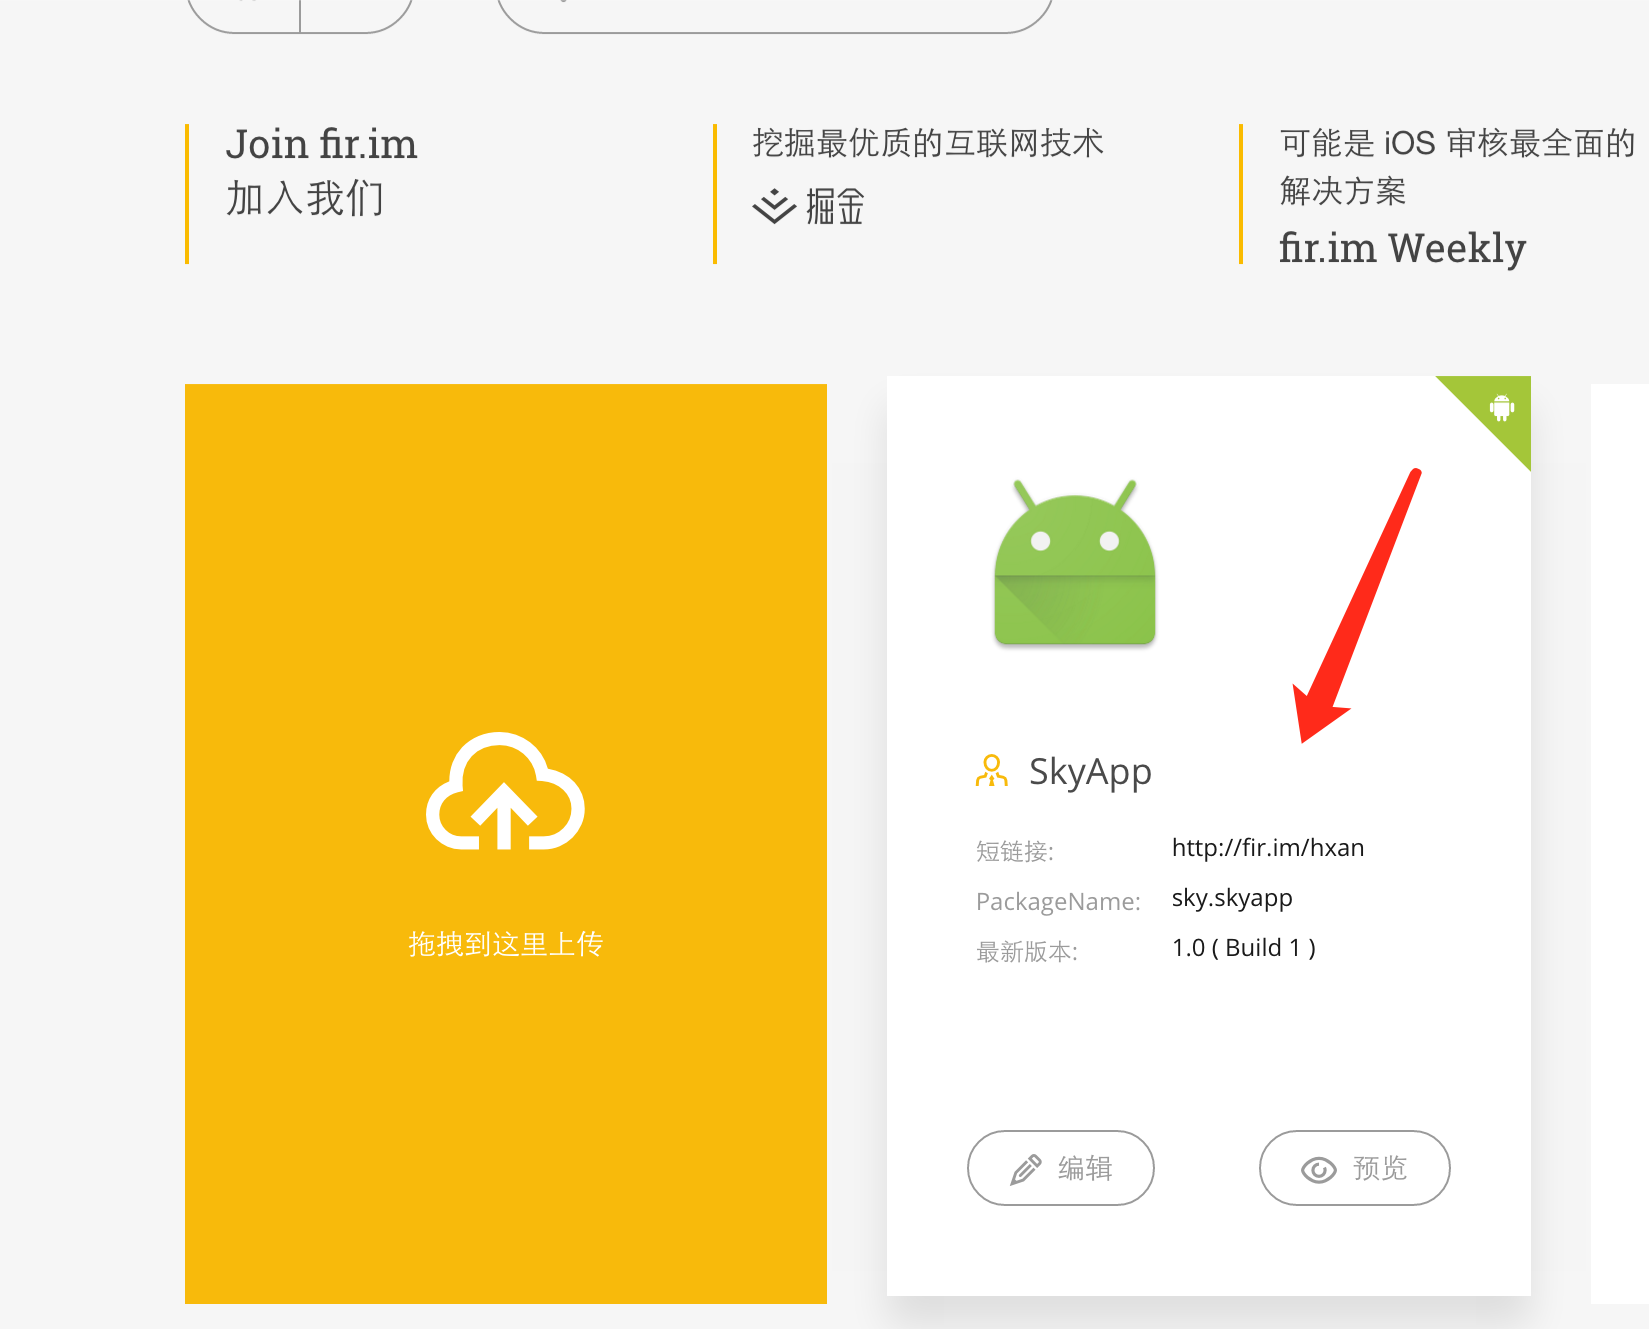 Join fir.im
加入我们
挖掘最优质的互联网技术
掘金
可能是 iOS 审核最全面的
解决方案
fir.im Weekly
拖拽到这里上传
SkyApp
短链接: http://fir.im/hxan
PackageName: sky.skyapp
最新版本: 1.0 ( Build 1 )
编辑
预览